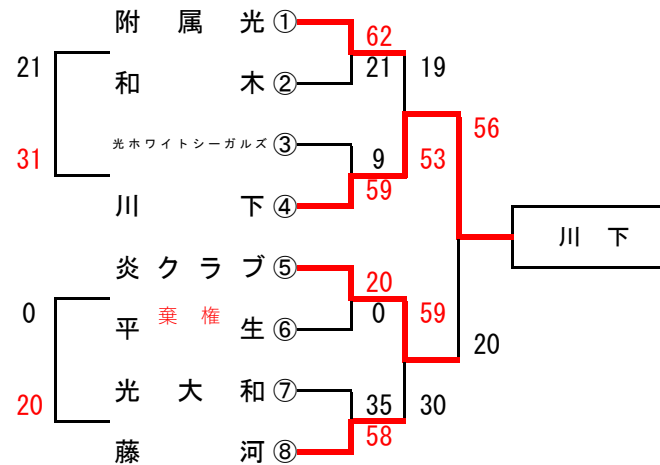 附属光①
62
21
21
19
和木②
56
光ホワイトシーガルズ③
31
9
53
59
川下④
川下
炎クラブ⑤
20
0
棄権
0
59
平生⑥
20
光大和⑦
20
35
30
58
藤河⑧